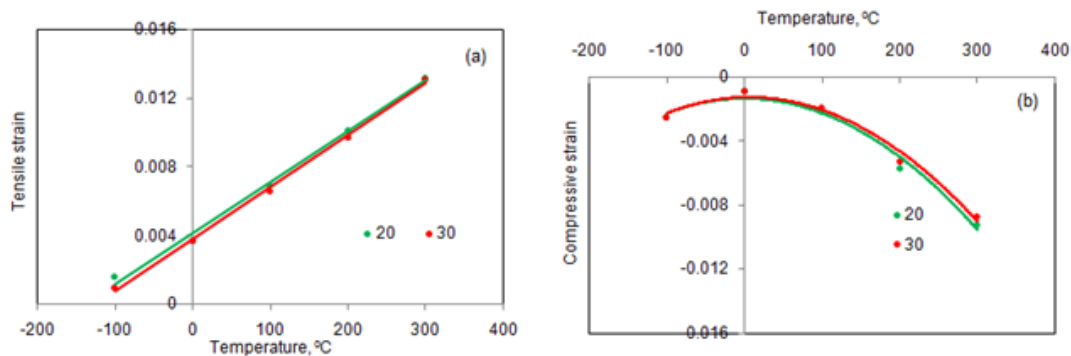 0.016
(a)
0.012
0.008
0.004
0
-200 -100 0 100 200 300 400
Tensile strain
Temperature, ºC
20 30
Temperature, ºC
-200 -100 0 100 200 300 400
0
(b)
-0.004
-0.008
-0.012
0.016
Compressive strain
20
30